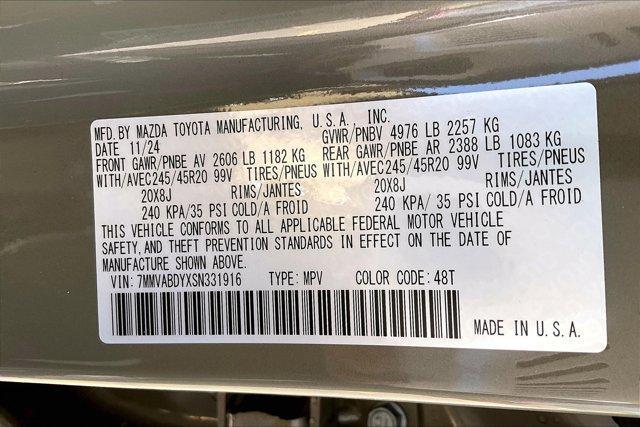 MFD. BY MAZDA TOYOTA MANUFACTURING, U.S.A. INC.
DATE 11/24 GVWR/PNBV 4976 LB 2257 KG
FRONT GAWR/PNBE AV 2606 LB 1182 KG REAR GAWR/PNBE AR 2388 LB 1083 KG
WITH/AVEC245/45R20 99V TIRES/PNEUS WITH/AVEC245/45R20 99V TIRES/PNEUS
20X8J RIMS/JANTES 20X8J RIMS/JANTES
240 KPA/35 PSI COLD/A FROID 240 KPA/ 35 PSI COLD/A FROID
THIS VEHICLE CONFORMS TO ALL APPLICABLE FEDERAL MOTOR VEHICLE
SAFETY, AND THEFT PREVENTION STANDARDS IN EFFECT ON THE DATE OF
MANUFACTURE SHOWN ABOVE.
VIN: 7MMVABDYXSN331916 TYPE: MPV COLOR CODE: 48T
MADE IN U.S.A.